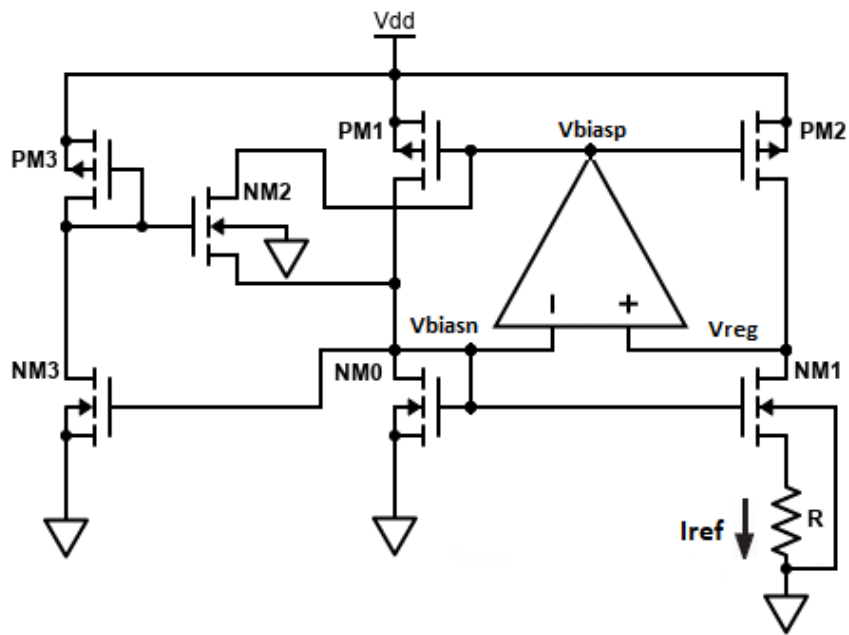 Vdd
PM3
PM1
Vbiasp
PM2
NM2
Vbiasn
-
+
Vreg
NM3
NM0
NM1
Iref
R